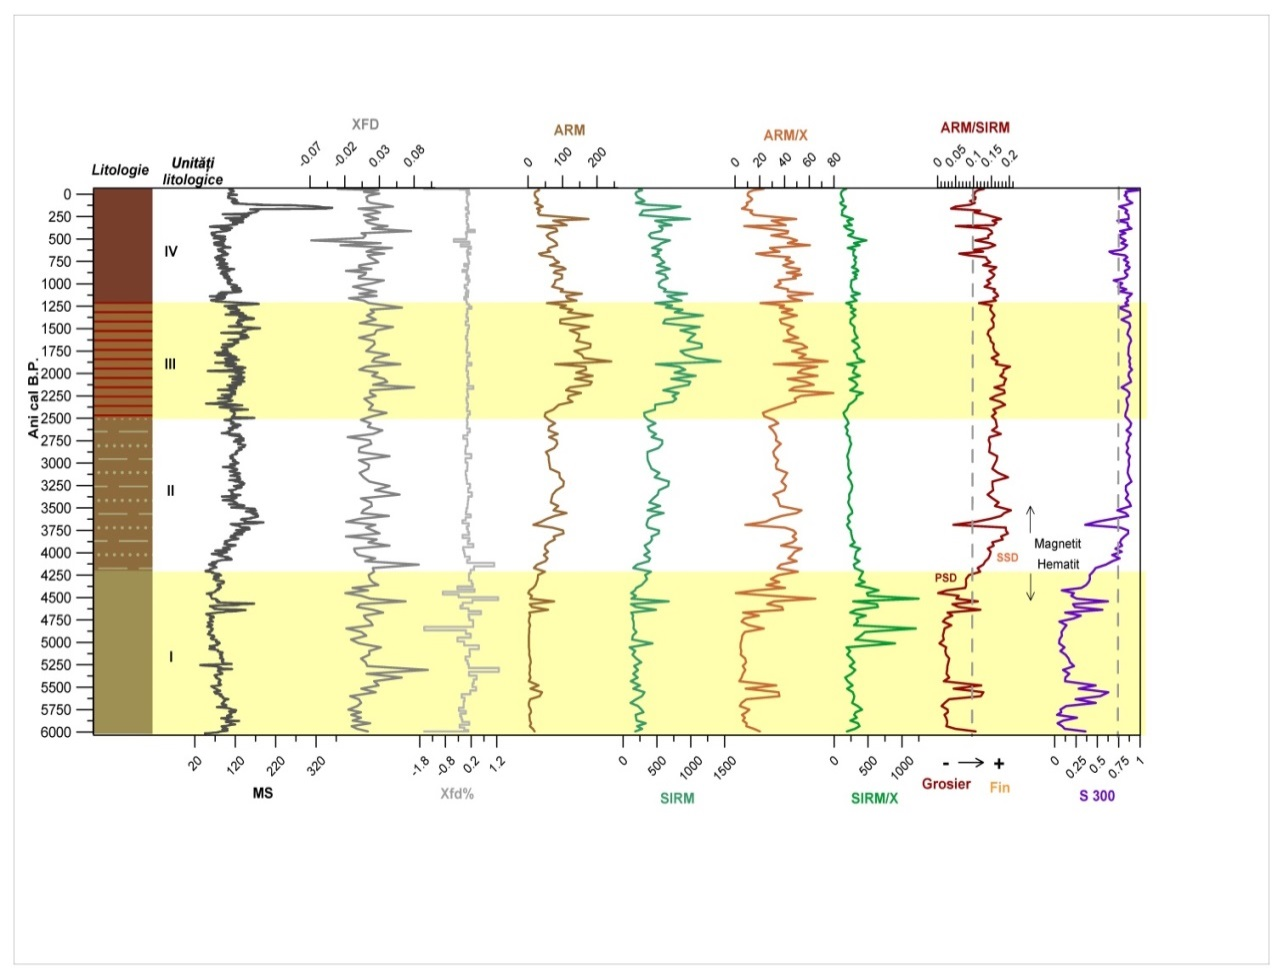 XFD
ARM
ARM/X
ARM/SIRM
-0.07 -0.02 0.03 0.08
0 100 200
0 20 40 60 80
0 0.05 0.1 0.15 0.2
Litologie
Unități
litologice
Ani cal B.P.
0
250
500
750
1000
1250
1500
1750
2000
2250
2500
2750
3000
3250
3500
3750
4000
4250
4500
4750
5000
5250
5500
5750
6000
IV
III
II
I
Magnetit
Hematit
SSD
PSD
20 120 220 320
-1.8 -0.8 0.2 1.2
0 500 1000 1500
0 500 1000
- → +
0 0.25 0.5 0.75 1
MS
Xfd%
SIRM
SIRM/X
Grosier
Fin
S 300